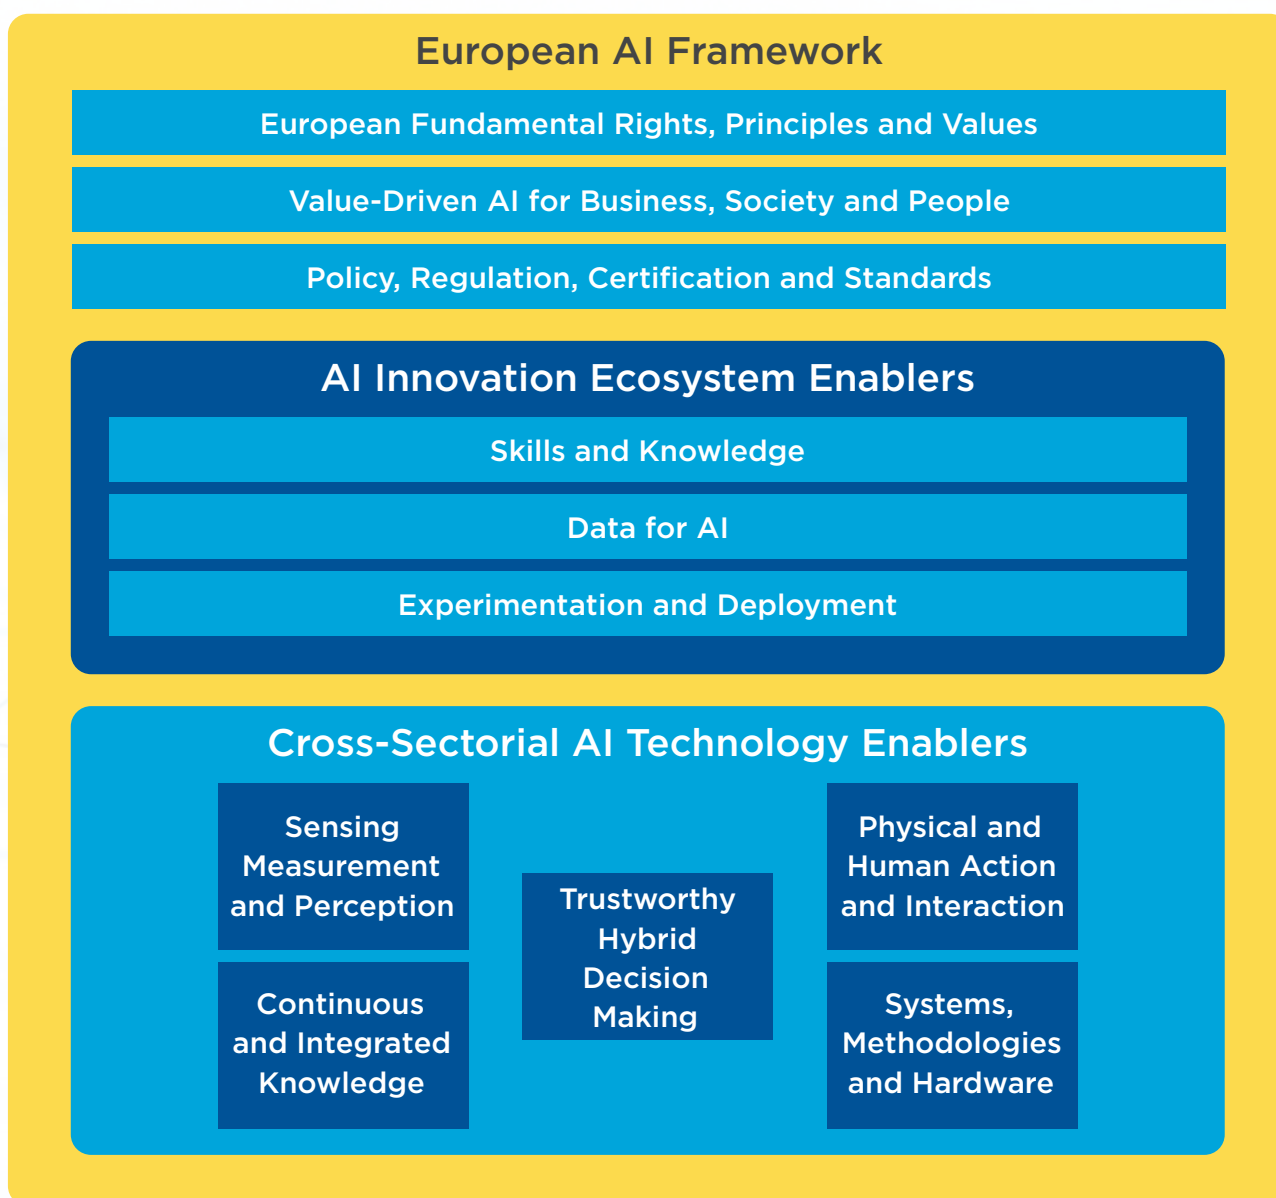 European AI Framework
European Fundamental Rights, Principles and Values
Value-Driven AI for Business, Society and People
Policy, Regulation, Certification and Standards
AI Innovation Ecosystem Enablers
Skills and Knowledge
Data for AI
Experimentation and Deployment
Cross-Sectorial AI Technology Enablers
Sensing
Measurement
and Perception
Continuous
and Integrated
Knowledge
Trustworthy
Hybrid
Decision
Making
Physical and
Human Action
and Interaction
Systems,
Methodologies
and Hardware